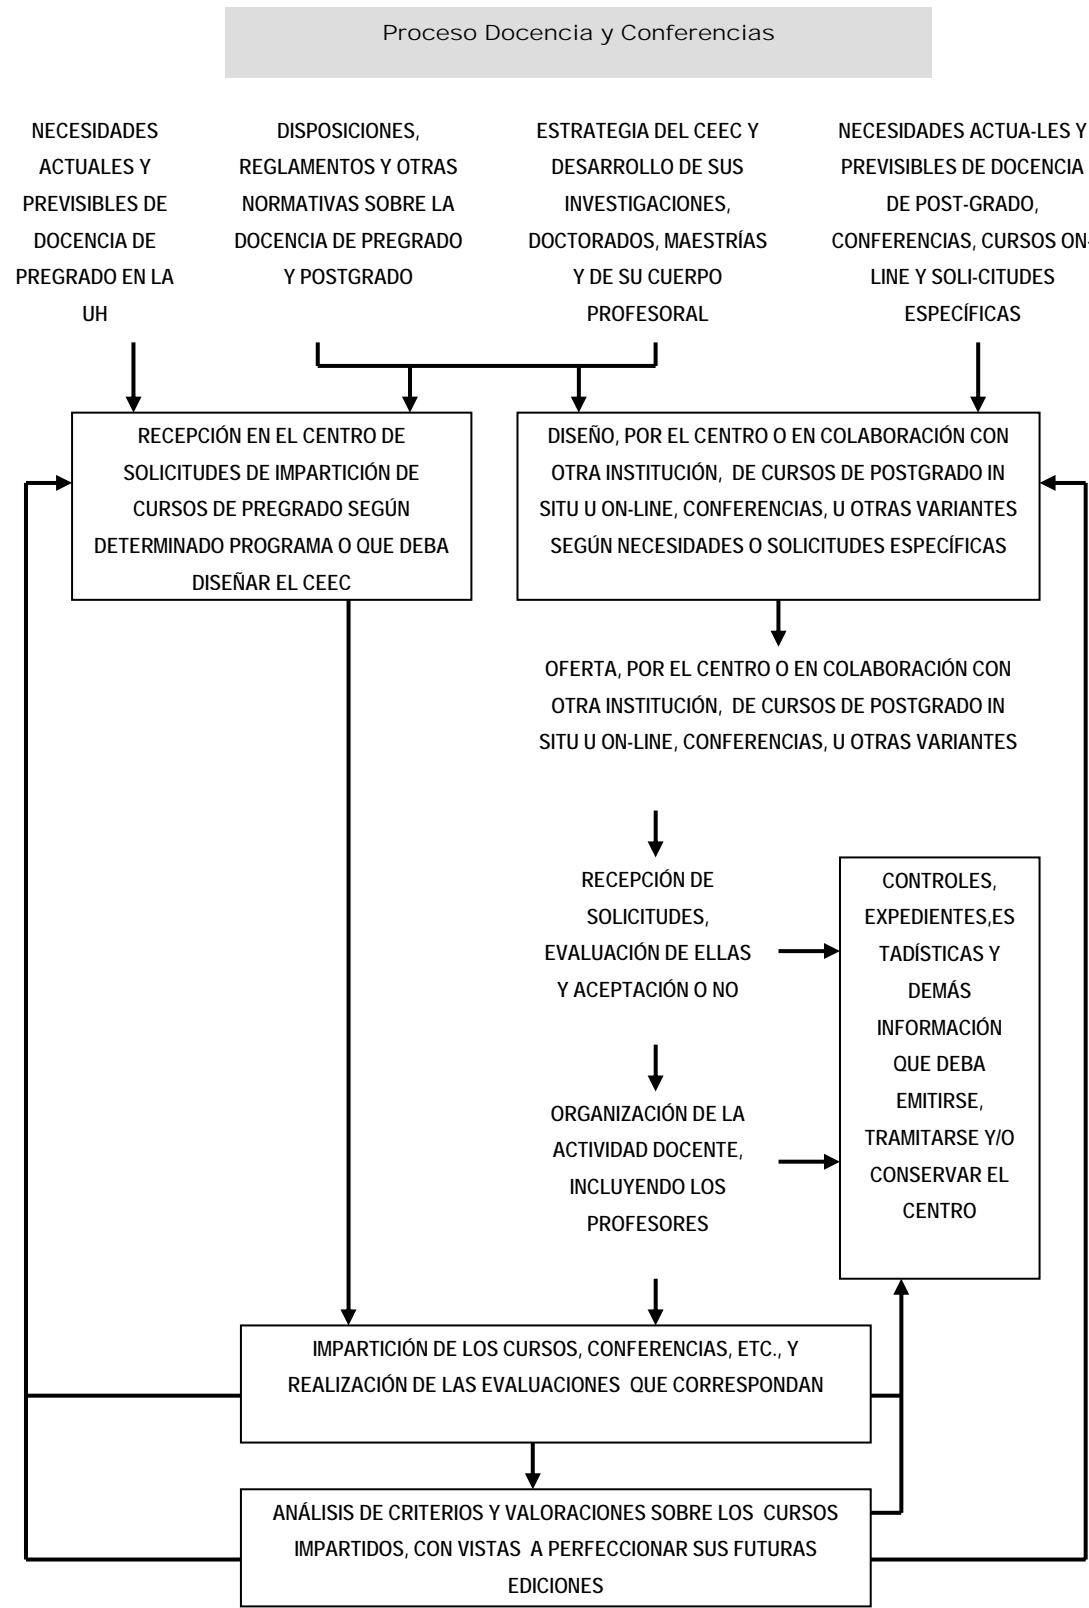 Proceso Docencia y Conferencias
NECESIDADES
ACTUALES Y
PREVISIBLES DE
DOCENCIA DE
PREGRADO EN LA
UH
DISPOSICIONES,
REGLAMENTOS Y OTRAS
NORMATIVAS SOBRE LA
DOCENCIA DE PREGRADO
Y POSTGRADO
ESTRATEGIA DEL CEEC Y
DESARROLLO DE SUS
INVESTIGACIONES,
DOCTORADOS, MAESTRÍAS
Y DE SU CUERPO
PROFESORAL
NECESIDADES ACTUA-LES Y
PREVISIBLES DE DOCENCIA
DE POST-GRADO,
CONFERENCIAS, CURSOS ON-
LINE Y SOLI-CITUDES
ESPECÍFICAS
RECEPCIÓN EN EL CENTRO DE
SOLICITUDES DE IMPARTICIÓN DE
CURSOS DE PREGRADO SEGÚN
DETERMINADO PROGRAMA O QUE DEBA
DISEÑAR EL CEEC
DISEÑO, POR EL CENTRO O EN COLABORACIÓN CON
OTRA INSTITUCIÓN, DE CURSOS DE POSTGRADO IN
SITU U ON-LINE, CONFERENCIAS, U OTRAS VARIANTES
SEGÚN NECESIDADES O SOLICITUDES ESPECÍFICAS
OFERTA, POR EL CENTRO O EN COLABORACIÓN CON
OTRA INSTITUCIÓN, DE CURSOS DE POSTGRADO IN
SITU U ON-LINE, CONFERENCIAS, U OTRAS VARIANTES
RECEPCIÓN DE
SOLICITUDES,
EVALUACIÓN DE ELLAS
Y ACEPTACIÓN O NO
CONTROLES,
EXPEDIENTES,ES
TADÍSTICAS Y
DEMÁS
INFORMACIÓN
QUE DEBA
EMITIRSE,
TRAMITARSE Y/O
CONSERVAR EL
CENTRO
ORGANIZACIÓN DE LA
ACTIVIDAD DOCENTE,
INCLUYENDO LOS
PROFESORES
IMPARTICIÓN DE LOS CURSOS, CONFERENCIAS, ETC., Y
REALIZACIÓN DE LAS EVALUACIONES QUE CORRESPONDAN
ANÁLISIS DE CRITERIOS Y VALORACIONES SOBRE LOS CURSOS
IMPARTIDOS, CON VISTAS A PERFECCIONAR SUS FUTURAS
EDICIONES